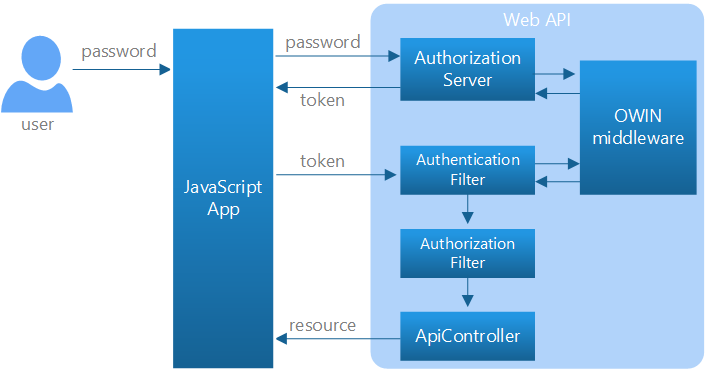 Web API
password
password
Authorization
Server
token
OWIN
middleware
user
token
Authentication
Filter
JavaScript
App
Authorization
Filter
resource
ApiController